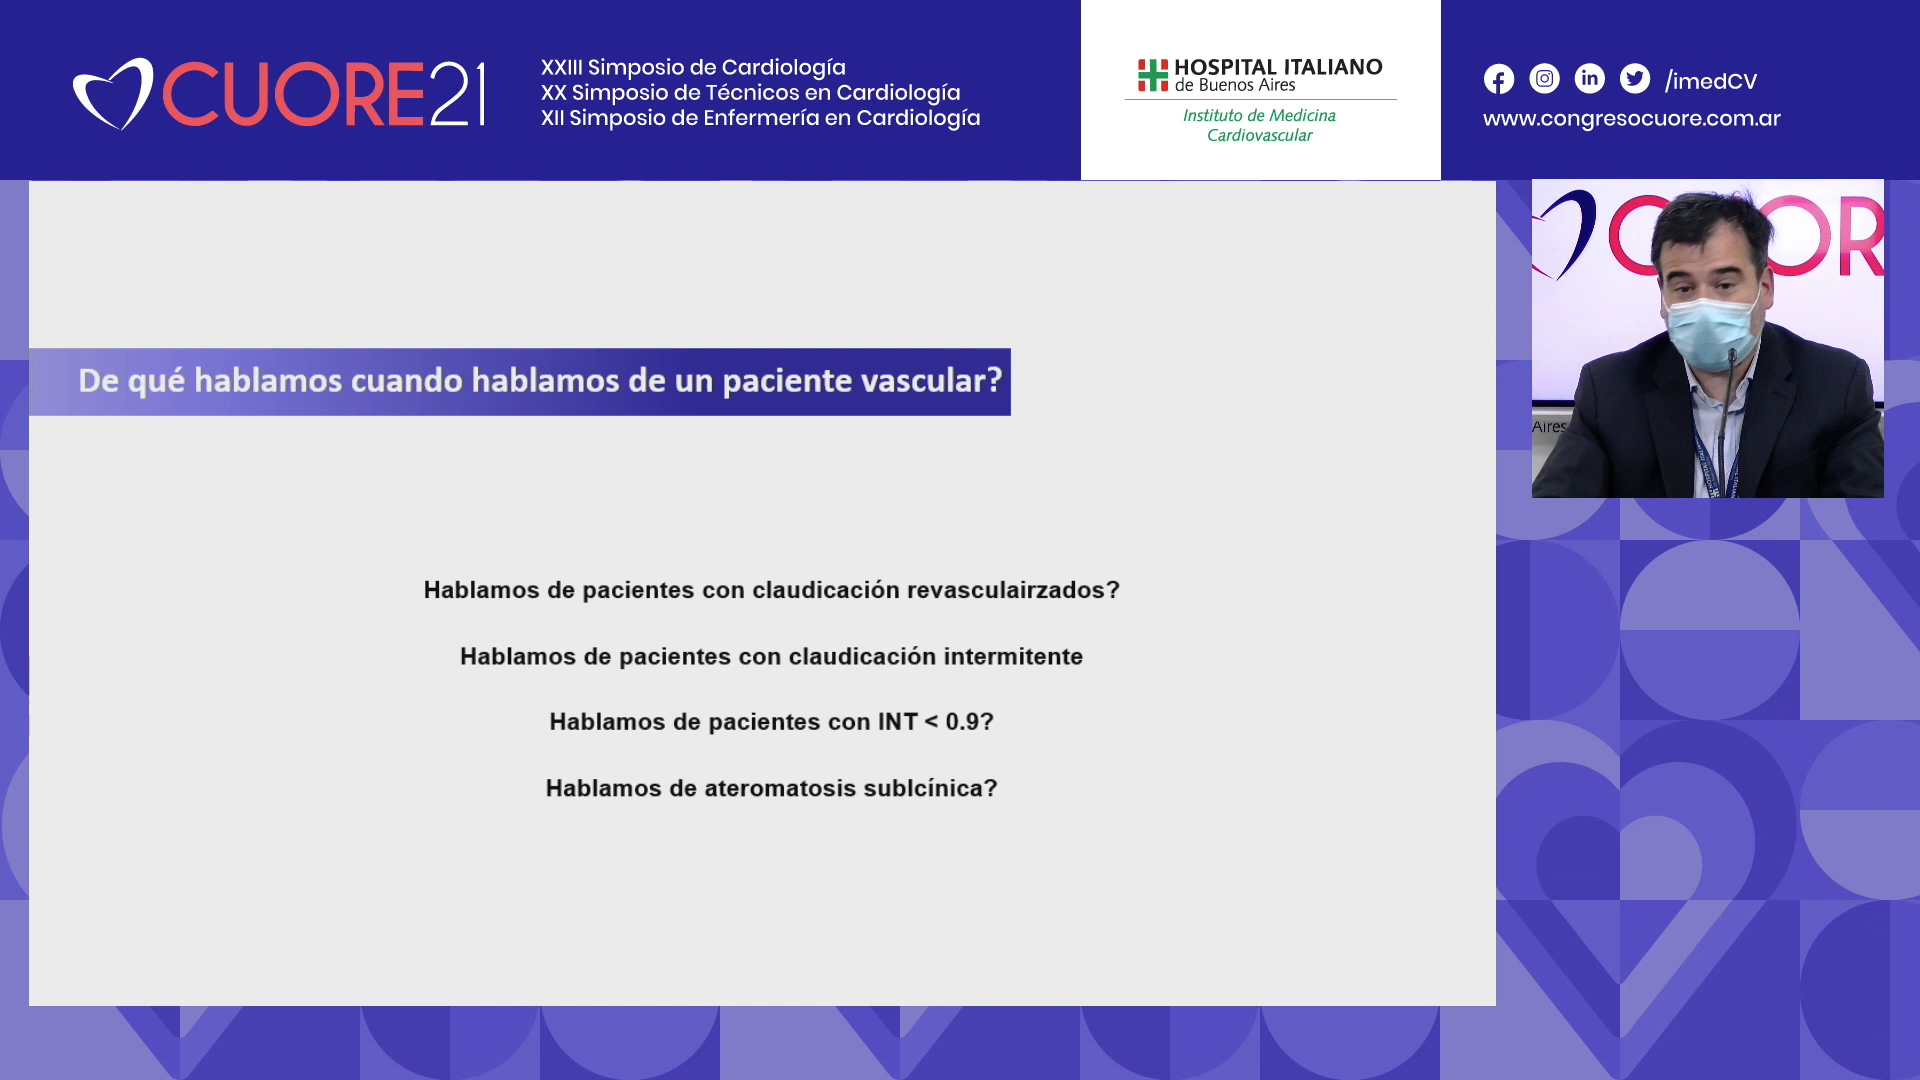 CUORE21
XXIII Simposio de Cardiología
XX Simposio de Técnicos en Cardiología
XII Simposio de Enfermería en Cardiología
HOSPITAL ITALIANO
de Buenos Aires
Instituto de Medicina
Cardiovascular
/imedCV
www.congresocuore.com.ar
De qué hablamos cuando hablamos de un paciente vascular?
Hablamos de pacientes con claudicación revasculairzados?
Hablamos de pacientes con claudicación intermitente
Hablamos de pacientes con INT < 0.9?
Hablamos de ateromatosis sublcínica?
CUOR
Aires